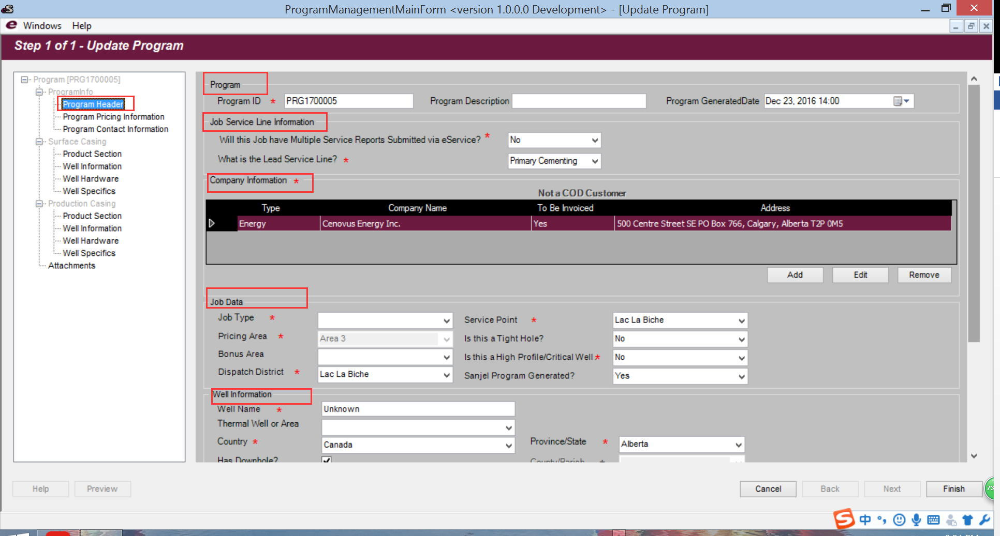 ProgramManagementMainForm <version 1.0.0.0 Development> - [Update Program]
Windows Help
Step 1 of 1 - Update Program
Program [PRG1700005]
ProgramInfo
Program Header
Program Pricing Information
Program Contact Information
Surface Casing
Product Section
Well Information
Well Hardware
Well Specifics
Production Casing
Product Section
Well Information
Well Hardware
Well Specifics
Attachments
Program
Program ID * PRG1700005 Program Description Program GeneratedDate Dec 23, 2016 14:00
Job Service Line Information
Will this Job have Multiple Service Reports Submitted via eService? * No
What is the Lead Service Line? * Primary Cementing
Company Information *
Not a COD Customer
Type Company Name To Be Invoiced Address
Energy Cenovus Energy Inc. Yes 500 Centre Street SE PO Box 766, Calgary, Alberta T2P 0M5
Add Edit Remove
Job Data
Job Type * Service Point * Lac La Biche
Pricing Area * Area 3 Is this a Tight Hole? No
Bonus Area Is this a High Profile/Critical Well * No
Dispatch District * Lac La Biche Sanjel Program Generated? Yes
Well Information
Well Name * Unknown
Thermal Well or Area
Country * Canada Province/State * Alberta
Has Downhole? County/Parish *
Help Preview Cancel Back Next Finish
73
中